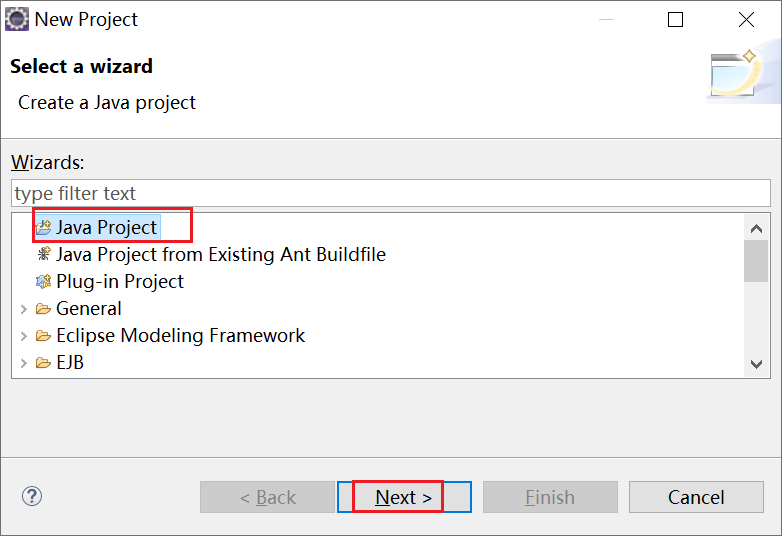 New Project
Select a wizard
Create a Java project
Wizards:
type filter text
Java Project
Java Project from Existing Ant Buildfile
Plug-in Project
General
Eclipse Modeling Framework
EJB
? < Back Next > Finish Cancel